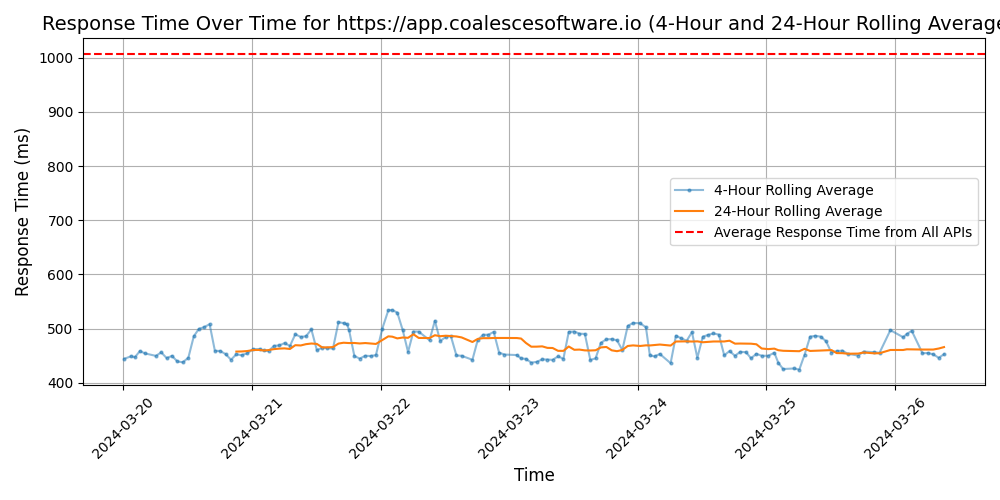 Response Time Over Time for https://app.coalescesoftware.io (4-Hour and 24-Hour Rolling Average
Response Time (ms)
1000
900
800
700
600
500
400
4-Hour Rolling Average
24-Hour Rolling Average
Average Response Time from All APIs
2024-03-20
2024-03-21
2024-03-22
2024-03-23
2024-03-24
2024-03-25
2024-03-26
Time